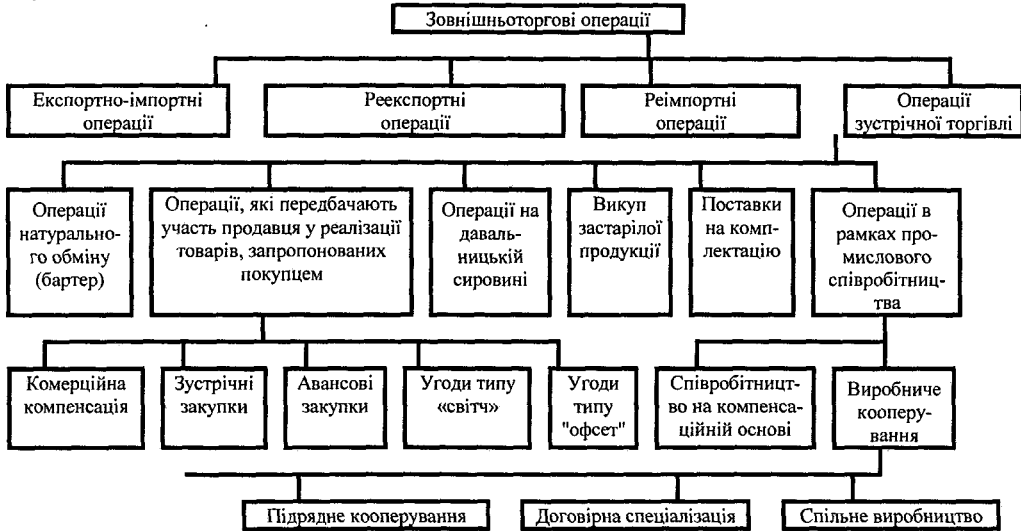 Зовнішньоторгові операції
Експортно-імпортні
операції
Реекспортні
операції
Реімпортні
операції
Операції
зустрічної торгівлі
Операції
натурально-
го обміну
(бартер)
Операції, які передбачають
участь продавця у реалізації
товарів, запропонованих
покупцем
Операції на
даваль-
ницькій
сировині
Викуп
застарілої
продукції
Поставки
на комп-
лектацію
Операції в
рамках про-
мислового
співробітниц-
тва
Комерційна
компенсація
Зустрічні
закупки
Авансові
закупки
Угоди типу
«світч»
Угоди
типу
"офсет"
Співробітницт-
во на компенса-
ційній основі
Виробниче
кооперу-
вання
Підрядне кооперування
Договірна спеціалізація
Спільне виробництво